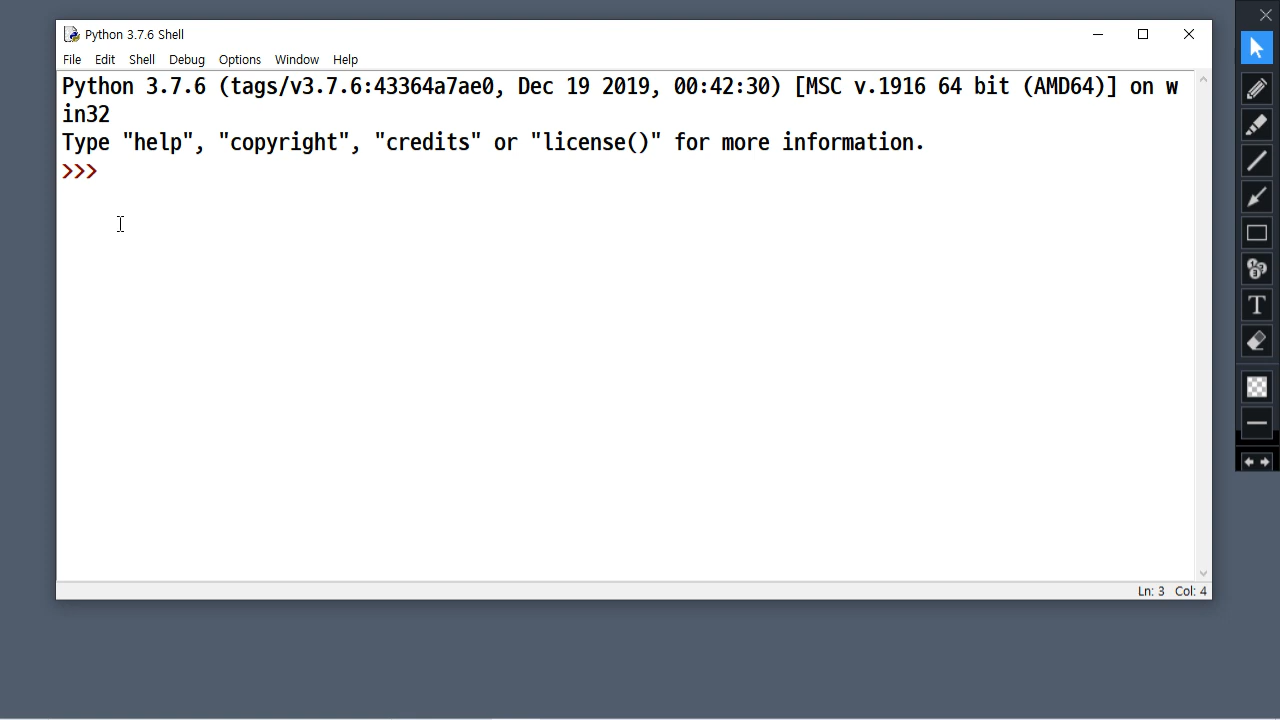 Python 3.7.6 Shell
File Edit Shell Debug Options Window Help
Python 3.7.6 (tags/v3.7.6:43364a7ae0, Dec 19 2019, 00:42:30) [MSC v.1916 64 bit (AMD64)] on w
in32
Type "help", "copyright", "credits" or "license()" for more information.
>>>
T
Ln: 3 Col: 4